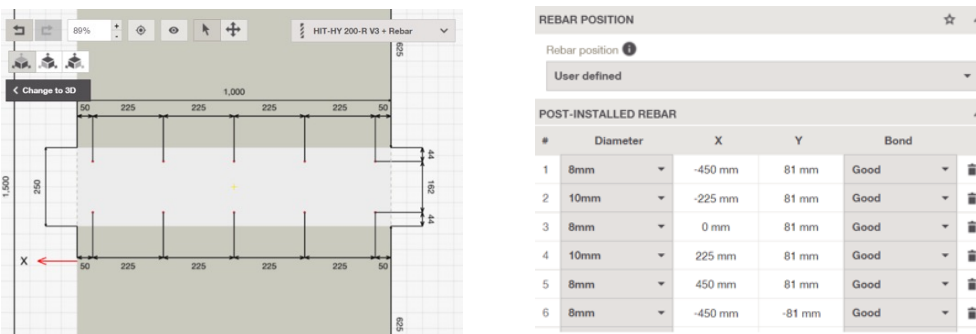 89%
+
-
HIT-HY 200-R V3 + Rebar
Change to 3D
625
1,000
50 225 225 225 225 50
44
1,500
250
162
44
X
50 225 225 225 225 50
625
REBAR POSITION
Rebar position
User defined
POST-INSTALLED REBAR
# Diameter X Y Bond
1 8mm -450 mm 81 mm Good
2 10mm -225 mm 81 mm Good
3 8mm 0 mm 81 mm Good
4 10mm 225 mm 81 mm Good
5 8mm 450 mm 81 mm Good
6 8mm -450 mm -81 mm Good